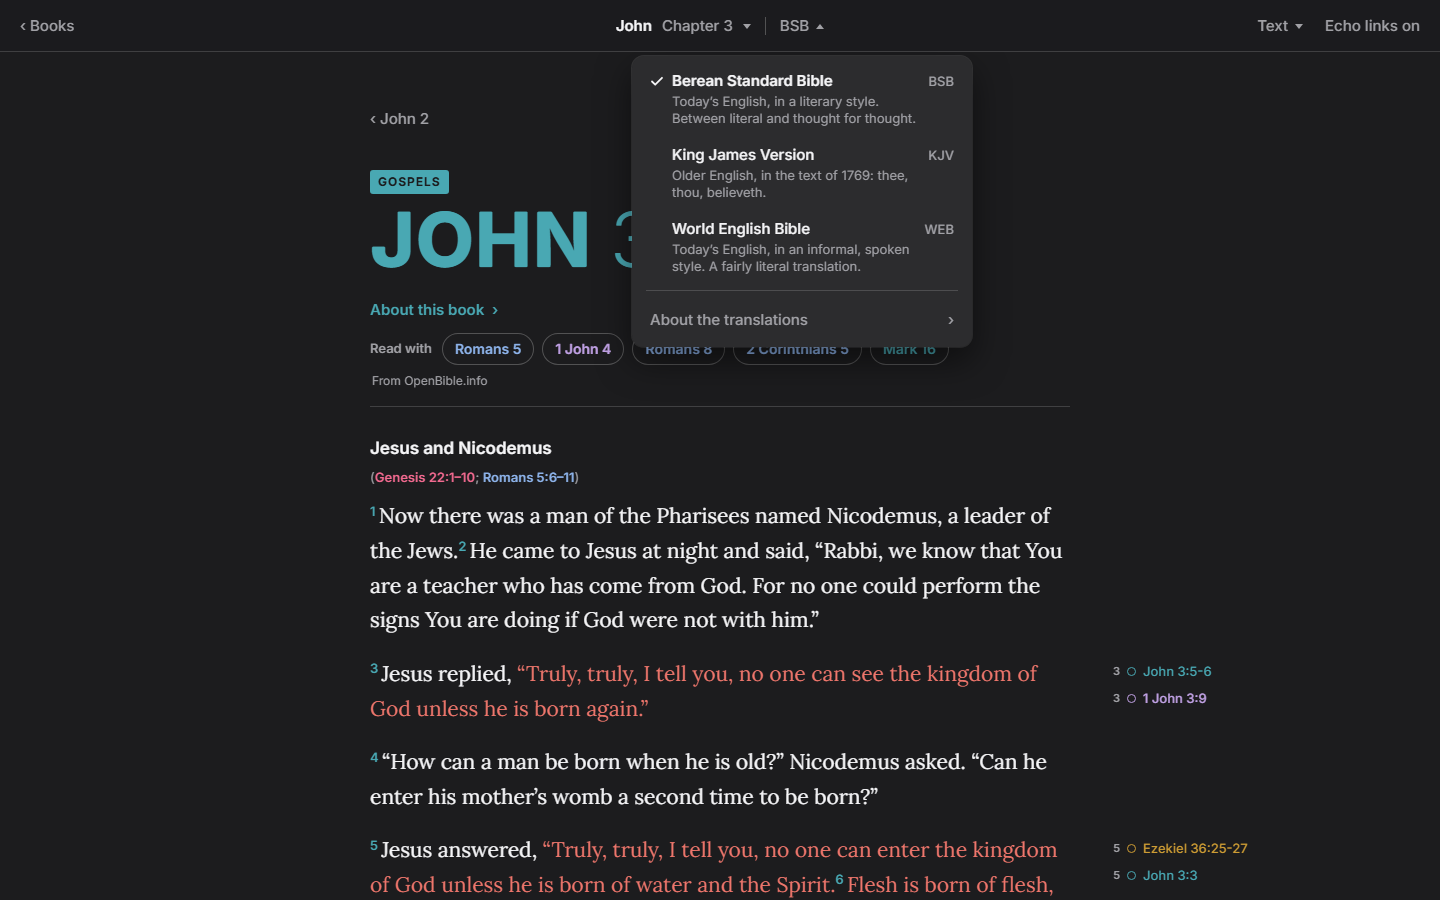 ‹ Books
John Chapter 3
BSB
Text
Echo links on
Berean Standard Bible BSB
Today’s English, in a literary style.
Between literal and thought for thought.
King James Version KJV
Older English, in the text of 1769: thee,
thou, believeth.
World English Bible WEB
Today’s English, in an informal, spoken
style. A fairly literal translation.
About the translations ›
‹ John 2
GOSPELS
JOHN 3
About this book ›
Read with Romans 5 1 John 4 Romans 8 2 Corinthians 5 Mark 16
From OpenBible.info
Jesus and Nicodemus
(Genesis 22:1–10; Romans 5:6–11)
1 Now there was a man of the Pharisees named Nicodemus, a leader of
the Jews. 2 He came to Jesus at night and said, “Rabbi, we know that You
are a teacher who has come from God. For no one could perform the
signs You are doing if God were not with him.”
3 Jesus replied, “Truly, truly, I tell you, no one can see the kingdom of
God unless he is born again.”
3 John 3:5-6
3 1 John 3:9
4 “How can a man be born when he is old?” Nicodemus asked. “Can he
enter his mother’s womb a second time to be born?”
5 Jesus answered, “Truly, truly, I tell you, no one can enter the kingdom
of God unless he is born of water and the Spirit. 6 Flesh is born of flesh,
5 Ezekiel 36:25-27
5 John 3:3